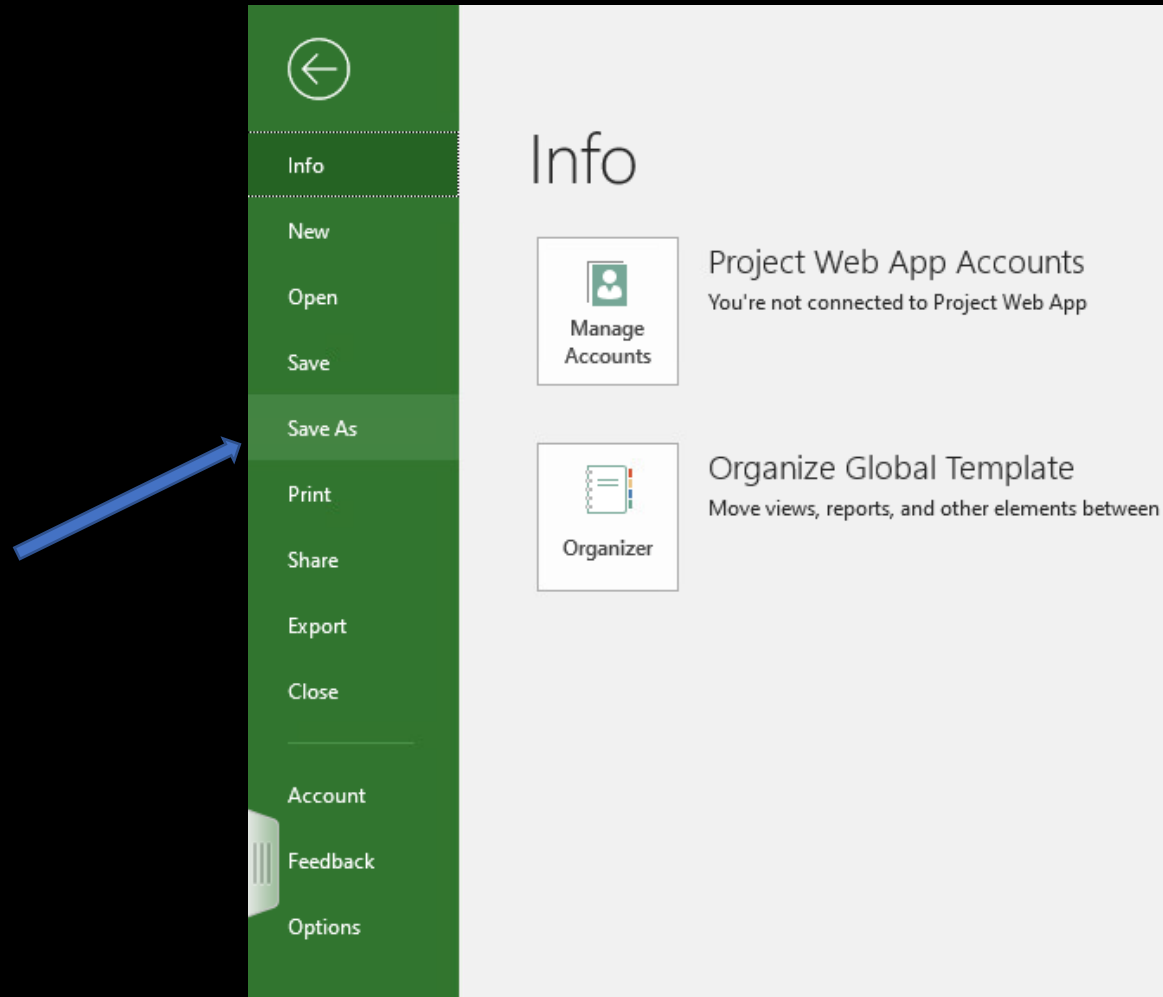 Info
New
Open
Save
Save As
Print
Share
Export
Close
Account
Feedback
Options
Info
Manage
Accounts
Project Web App Accounts
You're not connected to Project Web App
Organizer
Organize Global Template
Move views, reports, and other elements between